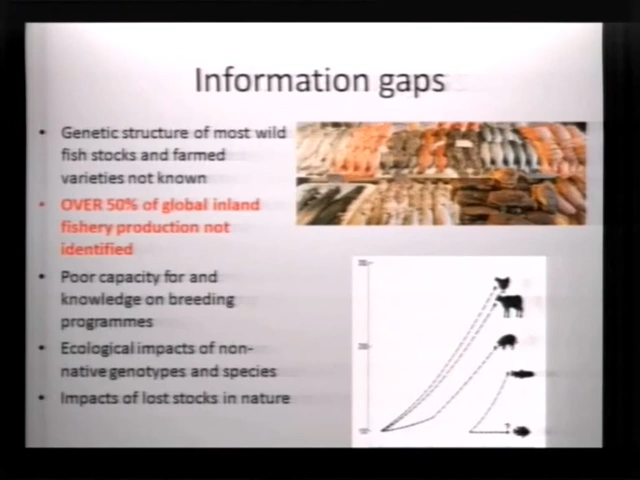 Information gaps
• Genetic structure of most wild
fish stocks and farmed
varieties not known
• OVER 50% of global inland
fishery production not
identified
• Poor capacity for and
knowledge on breeding
programmes
• Ecological impacts of non-
native genotypes and species
• Impacts of lost stocks in nature
?